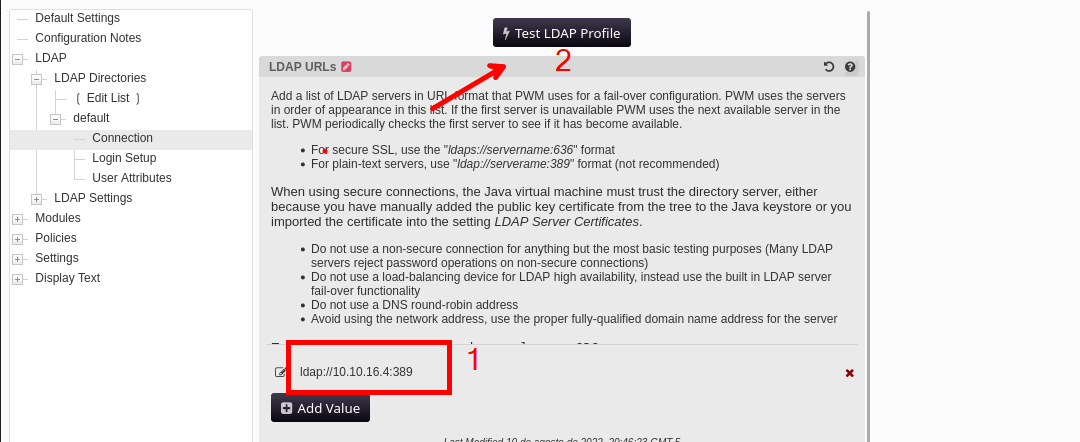 Default Settings
Configuration Notes
LDAP
LDAP Directories
[ Edit List ]
default
Connection
Login Setup
User Attributes
LDAP Settings
Modules
Policies
Settings
Display Text
Test LDAP Profile
2
LDAP URLs
Add a list of LDAP servers in URL format that PWM uses for a fail-over configuration. PWM uses the servers
in order of appearance in this list. If the first server is unavailable PWM uses the next available server in the
list. PWM periodically checks the first server to see if it has become available.
• For secure SSL, use the "ldaps://servername:636" format
• For plain-text servers, use "ldap://serverame:389" format (not recommended)
When using secure connections, the Java virtual machine must trust the directory server, either
because you have manually added the public key certificate from the tree to the Java keystore or you
imported the certificate into the setting LDAP Server Certificates.
• Do not use a non-secure connection for anything but the most basic testing purposes (Many LDAP
servers reject password operations on non-secure connections)
• Do not use a load-balancing device for LDAP high availability, instead use the built in LDAP server
fail-over functionality
• Do not use a DNS round-robin address
• Avoid using the network address, use the proper fully-qualified domain name address for the server
1
ldap://10.10.16.4:389
Add Value
Last Modified 10 de agosto de 2022, 20:46:23 GMT-5